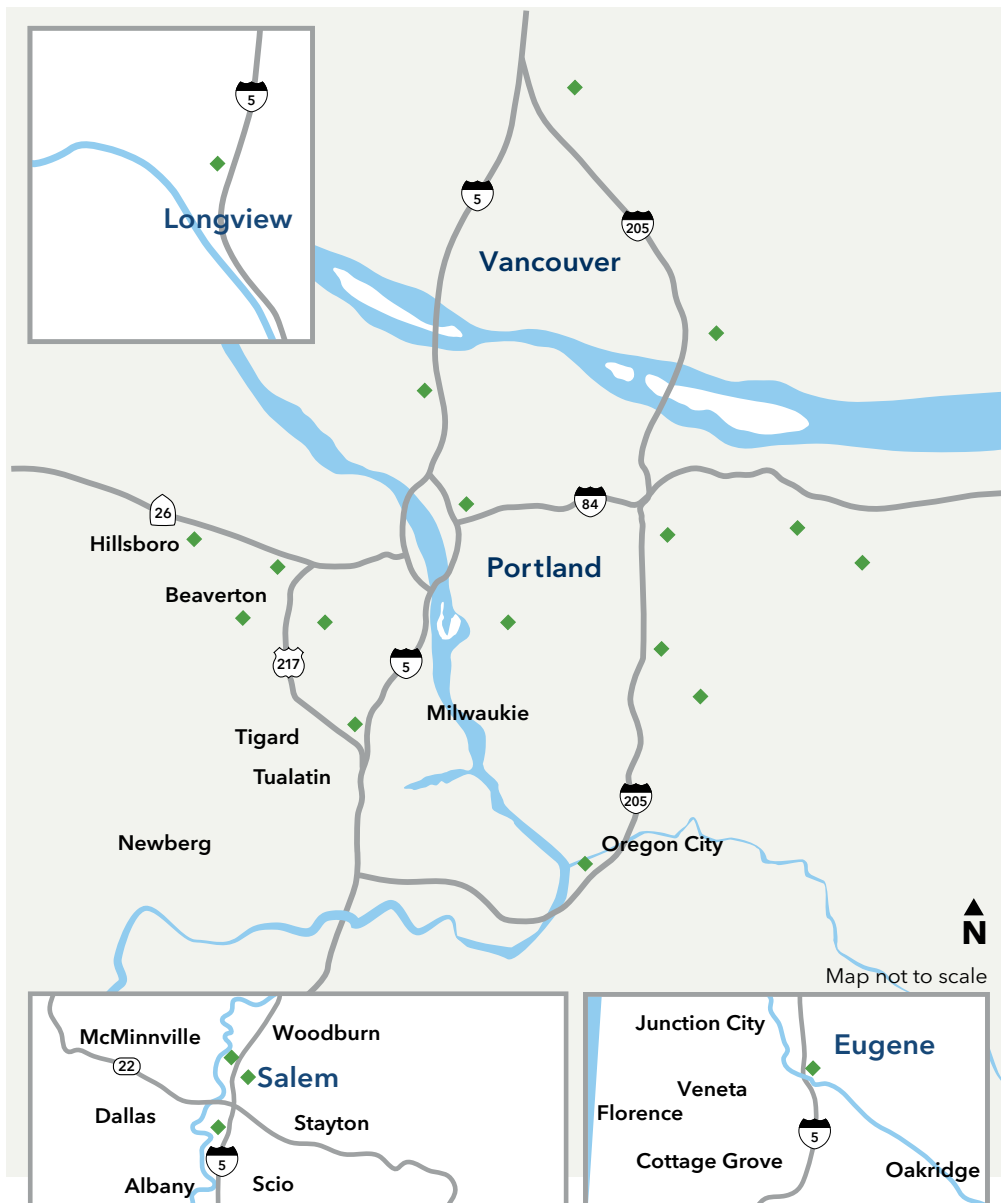 5
Longview
5
205
Vancouver
26
84
Hillsboro
Portland
Beaverton
217
5
Milwaukie
Tigard
Tualatin
205
Newberg
Oregon City
N
Map not to scale
McMinnville
Woodburn
22
Salem
Dallas
Stayton
5
Albany
Scio
Junction City
Eugene
Veneta
Florence
5
Cottage Grove
Oakridge